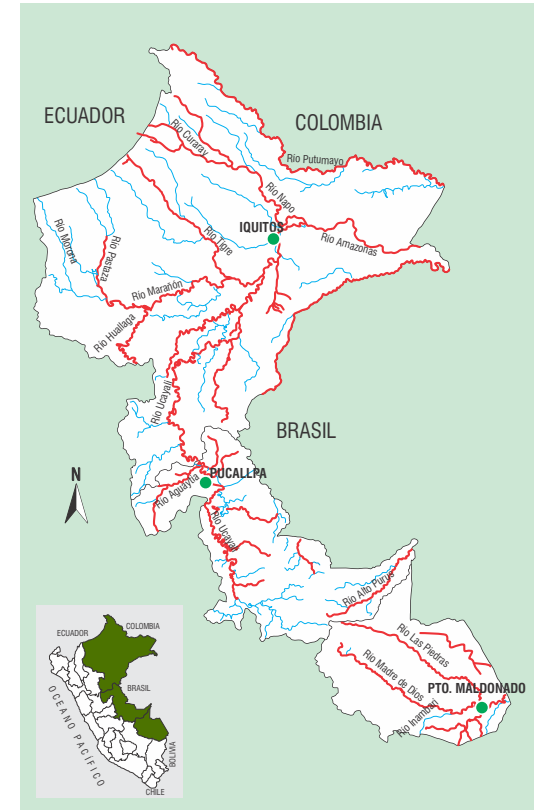 ECUADOR
COLOMBIA
Río Curaray
Río Putumayo
Río Napo
IQUITOS
Río Amazonas
Río Tigre
Río Morona
Río Pastaza
Río Marañón
Río Huallaga
Río Ucayali
BRASIL
N
PUCALLPA
Río Aguaytía
Río Ucayali
Río Alto Purús
Río Las Piedras
Río Madre de Dios
PTO. MALDONADO
Río Inambari
COLOMBIA
ECUADOR
BRASIL
OCEANO PACÍFICO
BOLIVIA
CHILE